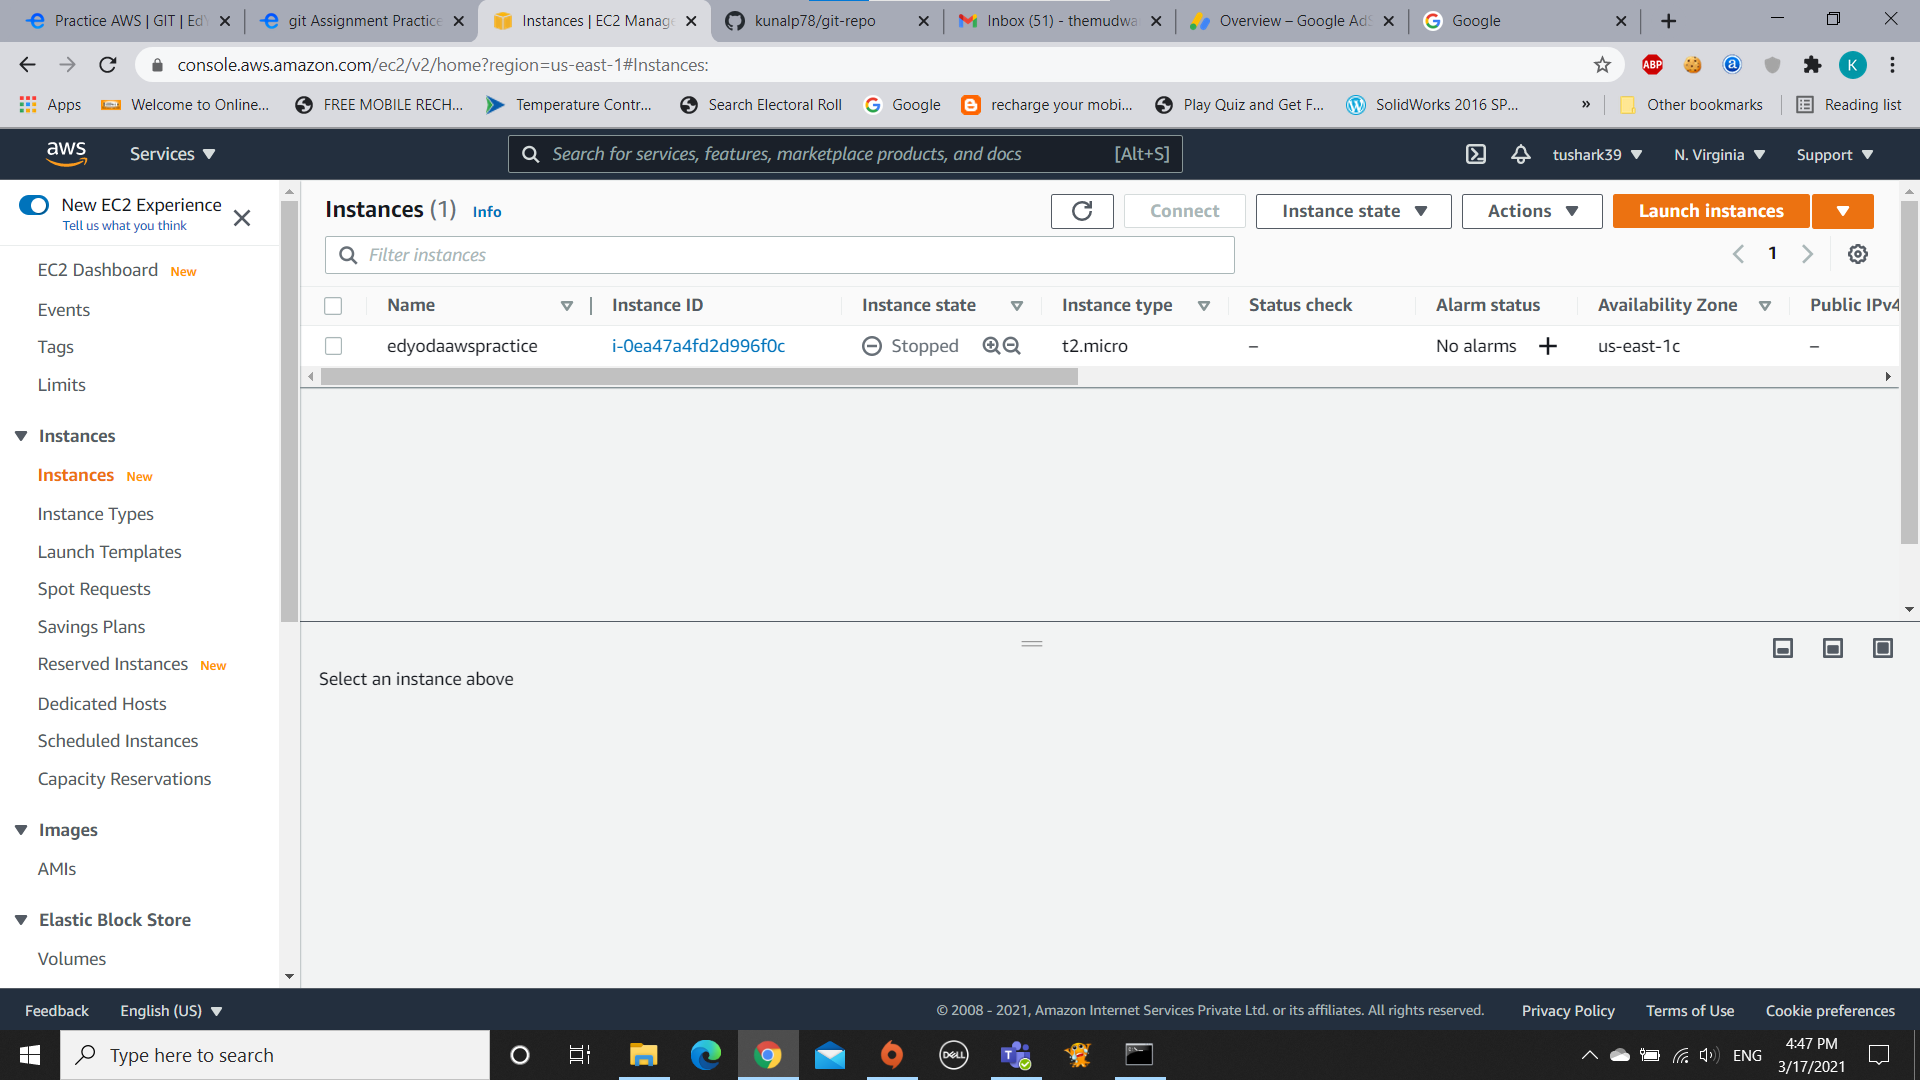 Practice AWS | GIT | EdY
git Assignment Practice
Instances | EC2 Manage
kunalp78/git-repo
Inbox (51) - themudwa
Overview – Google AdS
Google
console.aws.amazon.com/ec2/v2/home?region=us-east-1#Instances:
ABP
a
K
Apps
Welcome to Online...
FREE MOBILE RECH...
Temperature Contr...
Search Electoral Roll
Google
recharge your mobi...
Play Quiz and Get F...
SolidWorks 2016 SP...
»
Other bookmarks
Reading list
aws
Services
Search for services, features, marketplace products, and docs
[Alt+S]
tushark39
N. Virginia
Support
New EC2 Experience
Tell us what you think
EC2 Dashboard New
Events
Tags
Limits
Instances
Instances New
Instance Types
Launch Templates
Spot Requests
Savings Plans
Reserved Instances New
Dedicated Hosts
Scheduled Instances
Capacity Reservations
Images
AMIs
Elastic Block Store
Volumes
Instances (1) Info
Connect
Instance state
Actions
Launch instances
Filter instances
1
Name
Instance ID
Instance state
Instance type
Status check
Alarm status
Availability Zone
Public IPv4
edyodaawspractice
i-0ea47a4fd2d996f0c
Stopped
t2.micro
–
No alarms
us-east-1c
–
Select an instance above
Feedback
English (US)
© 2008 - 2021, Amazon Internet Services Private Ltd. or its affiliates. All rights reserved.
Privacy Policy
Terms of Use
Cookie preferences
Type here to search
DELL
T
ENG
4:47 PM
3/17/2021